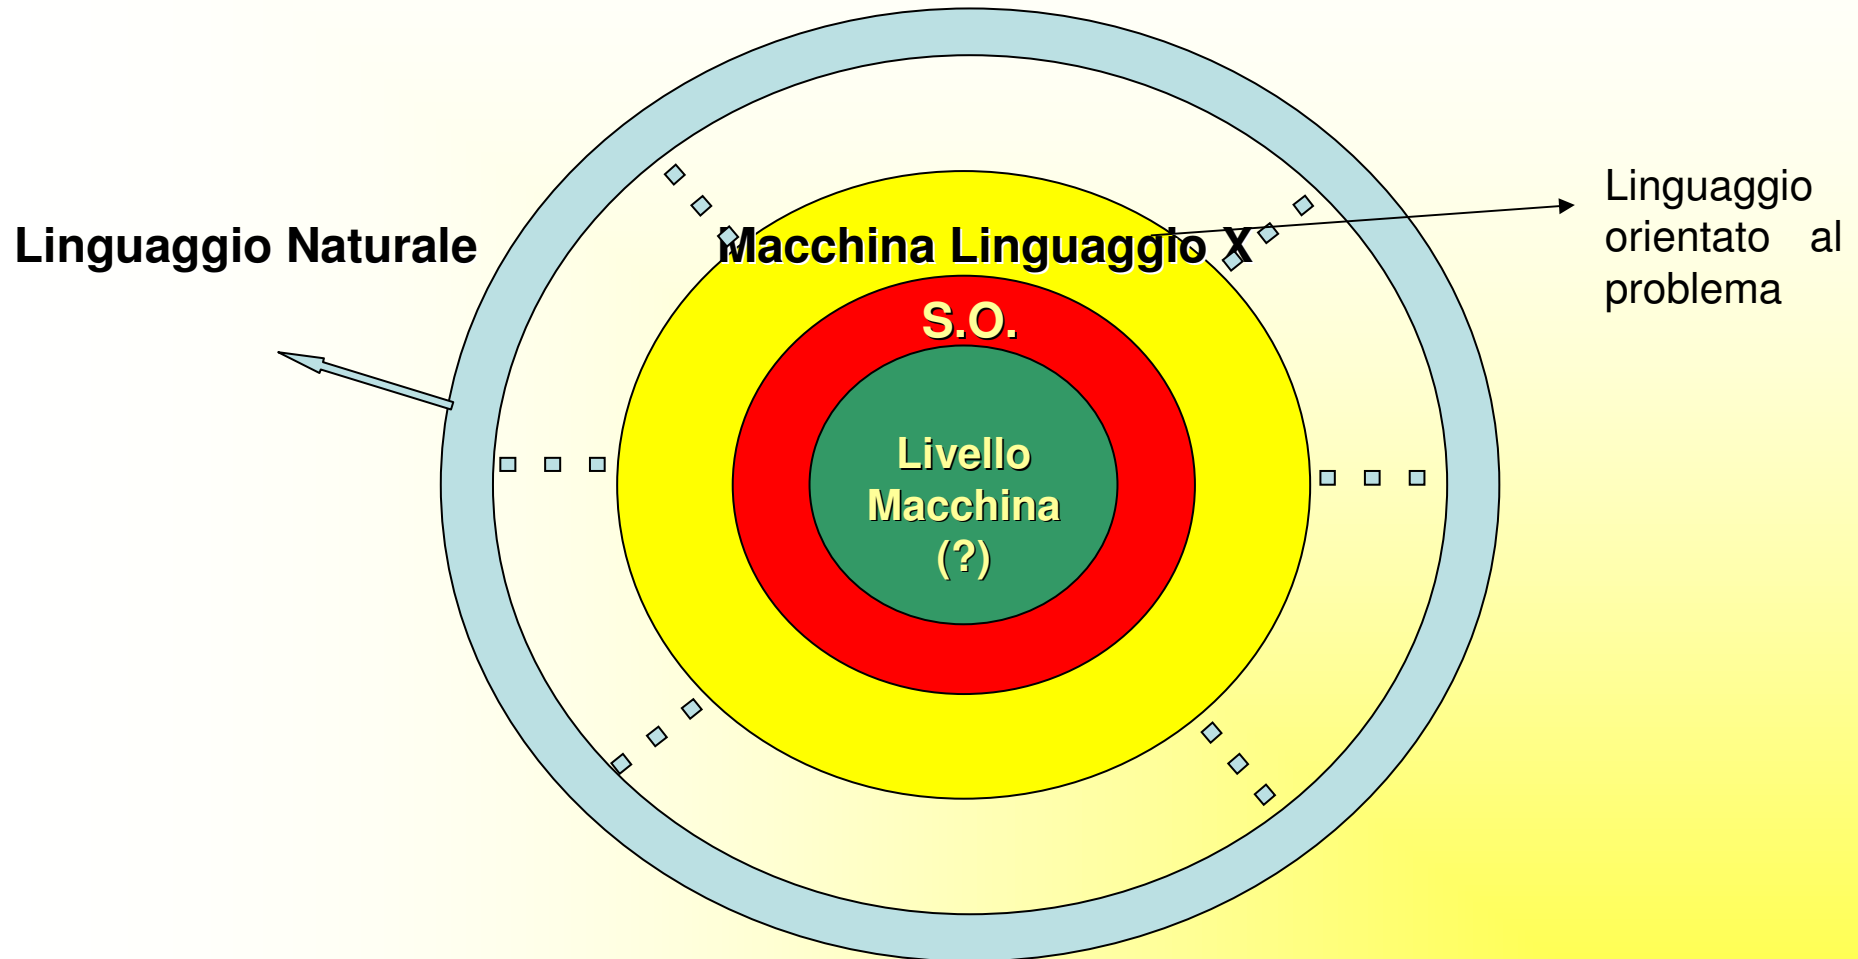 Linguaggio Naturale
Macchina Linguaggio X
Linguaggio
orientato al
problema
S.O.
Livello
Macchina
(?)